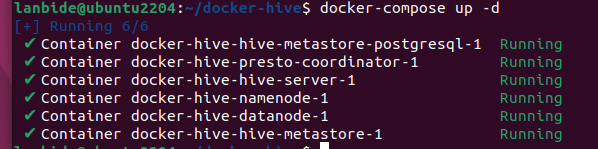 lanbide@ubuntu2204:~/docker-hive$ docker-compose up -d
[+] Running 6/6
✔ Container docker-hive-hive-metastore-postgresql-1 Running
✔ Container docker-hive-presto-coordinator-1 Running
✔ Container docker-hive-hive-server-1 Running
✔ Container docker-hive-namenode-1 Running
✔ Container docker-hive-datanode-1 Running
✔ Container docker-hive-hive-metastore-1 Running